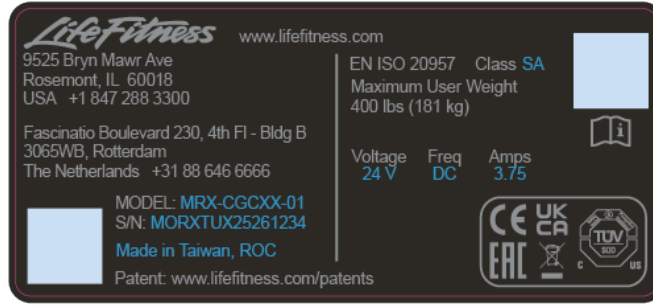 LifeFitness www.lifefitness.com
9525 Bryn Mawr Ave
Rosemont, IL 60018
USA +1 847 288 3300
Fascinatio Boulevard 230, 4th Fl - Bldg B
3065WB, Rotterdam
The Netherlands +31 88 646 6666
MODEL: MRX-CGCXX-01
S/N: MORXTUX25261234
Made in Taiwan, ROC
Patent: www.lifefitness.com/patents
EN ISO 20957 Class SA
Maximum User Weight
400 lbs (181 kg)
Voltage Freq Amps
24 V DC 3.75
CE UK CA
EAC
TÜV
SÜD
C US